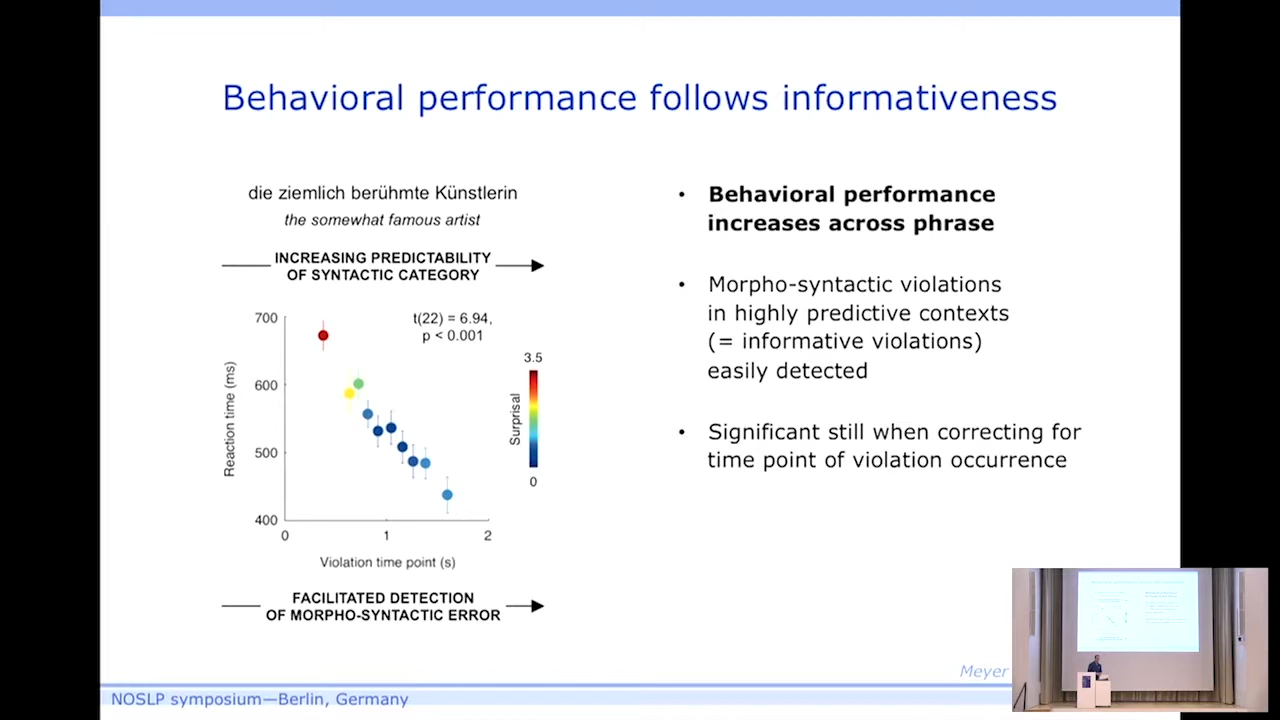 Behavioral performance follows informativeness
die ziemlich berühmte Künstlerin
the somewhat famous artist
INCREASING PREDICTABILITY
OF SYNTACTIC CATEGORY
t(22) = 6.94,
p < 0.001
700
600
500
400
Reaction time (ms)
0
1
2
Violation time point (s)
3.5
Surprisal
0
FACILITATED DETECTION
OF MORPHO-SYNTACTIC ERROR
• Behavioral performance
increases across phrase
• Morpho-syntactic violations
in highly predictive contexts
(= informative violations)
easily detected
• Significant still when correcting for
time point of violation occurrence
Meyer
NOSLP symposium—Berlin, Germany